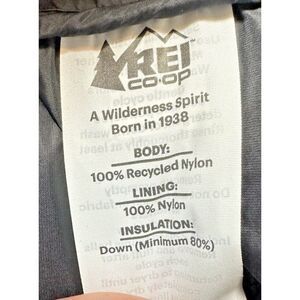 REI
CO·OP
A Wilderness Spirit
Born in 1938
BODY:
100% Recycled Nylon
LINING:
100% Nylon
INSULATION:
Down (Minimum 80%)